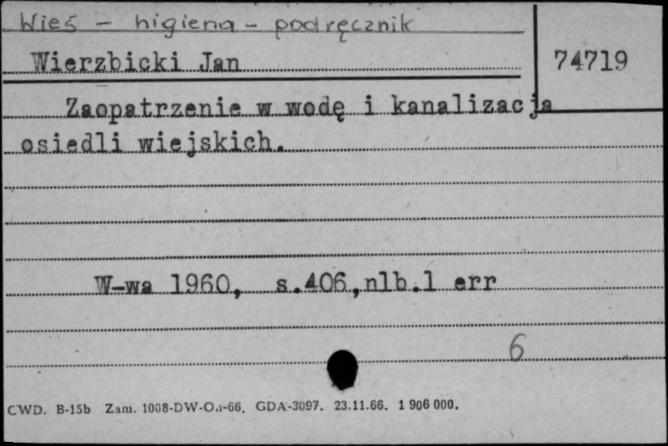 Wieś - higiena - podręcznik
Wierzbicki Jan
74719
Zaopatrzenie w wodę i kanalizacja
osiedli wiejskich.
W-wa 1960, s.406,nlb.1 err
6
CWD. B-15b Zam. 1008-DW-Oa-66. GDA-3097. 23.11.66. 1 906 000.